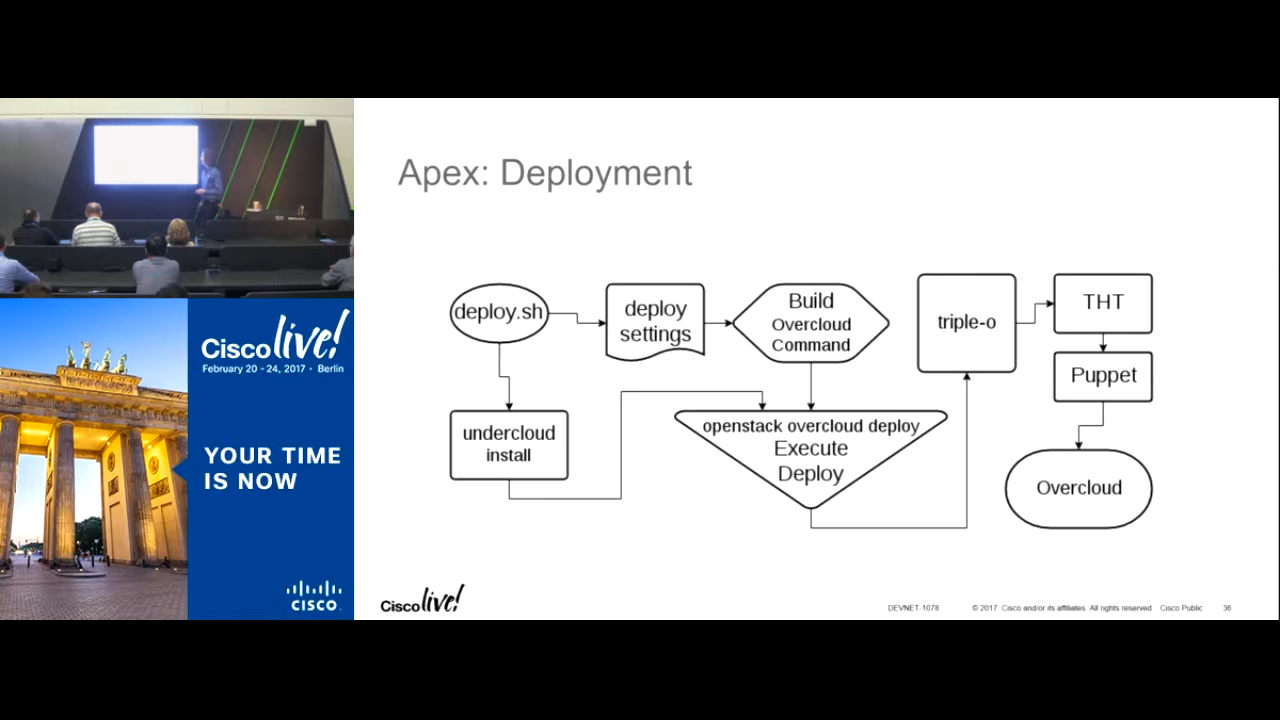 Apex: Deployment
deploy.sh
deploy
settings
Build
Overcloud
Command
triple-o
THT
Puppet
undercloud
install
openstack overcloud deploy
Execute
Deploy
Overcloud
Cisco live!
February 20 - 24, 2017 · Berlin
YOUR TIME
IS NOW
CISCO
Cisco live!
DEVNET-1078 © 2017 Cisco and/or its affiliates. All rights reserved Cisco Public 36